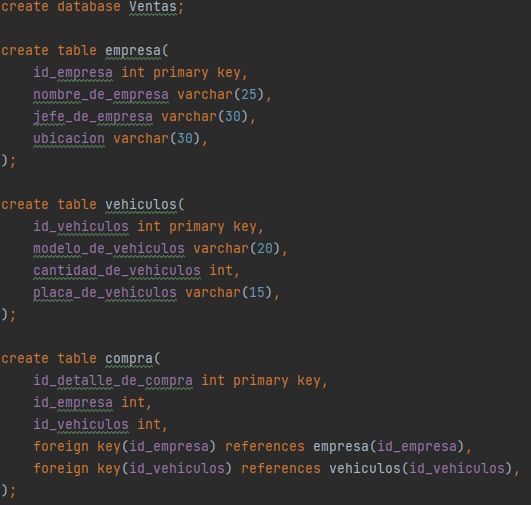 create database Ventas;
create table empresa(
id_empresa int primary key,
nombre_de_empresa varchar(25),
jefe_de_empresa varchar(30),
ubicacion varchar(30),
);
create table vehiculos(
id_vehiculos int primary key,
modelo_de_vehiculos varchar(20),
cantidad_de_vehiculos int,
placa_de_vehiculos varchar(15),
);
create table compra(
id_detalle_de_compra int primary key,
id_empresa int,
id_vehiculos int,
foreign key(id_empresa) references empresa(id_empresa),
foreign key(id_vehiculos) references vehiculos(id_vehiculos),
);